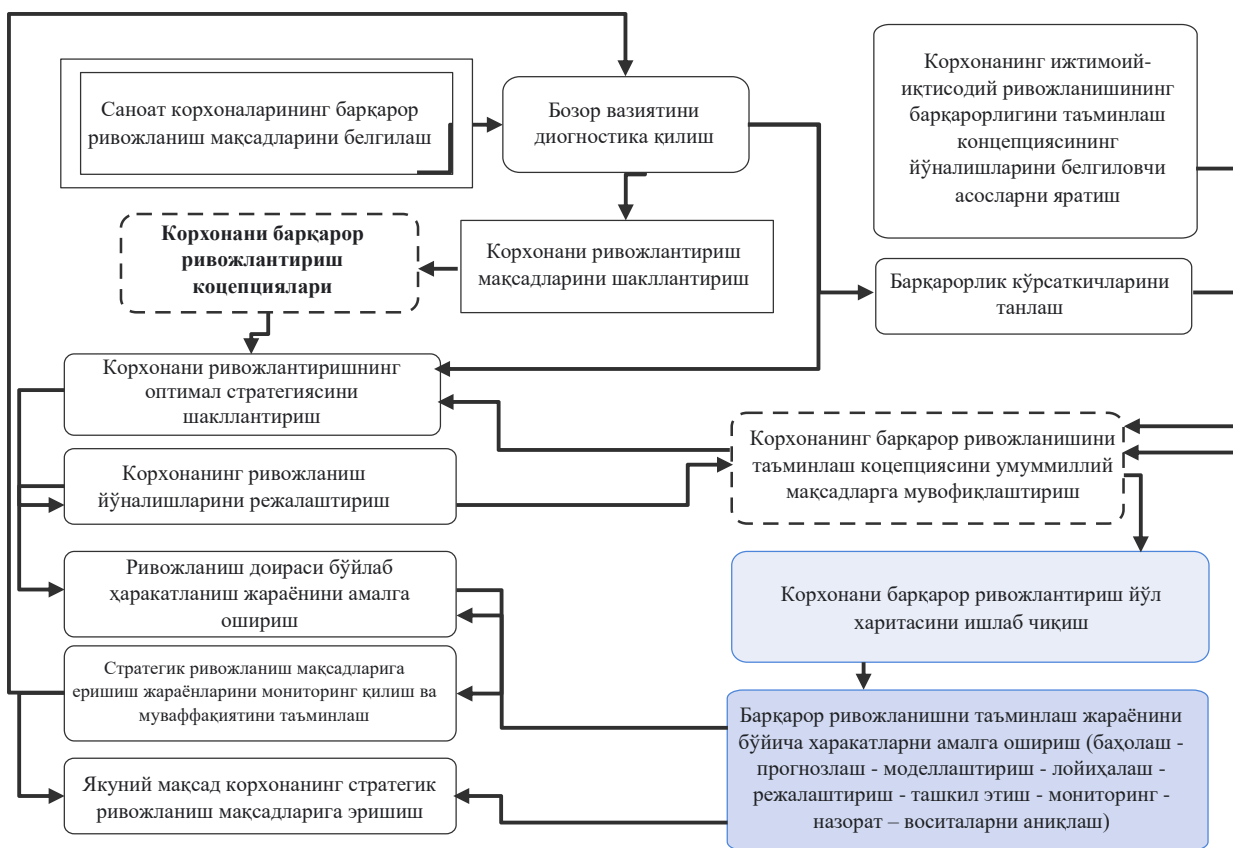 Саноат корхоналарининг барқарор
ривожланиш мақсадларини белгилаш
Бозор вазиятини
диогностика қилиш
Корхонанинг ижтимоий-
иқтисодий ривожланишининг
барқарорлигини таъминлаш
концепциясининг
йўналишларини белгиловчи
асосларни яратиш
Корхонани барқарор
ривожлантириш
коцепциялари
Корхонани ривожлантириш
мақсадларини шакллантириш
Барқарорлик кўрсаткичларини
танлаш
Корхонани ривожлантиришнинг
оптимал стратегиясини
шакллантириш
Корхонанинг барқарор ривожланишини
таъминлаш коцепциясини умуммиллий
мақсадларга мувофиқлаштириш
Корхонанинг ривожланиш
йўналишларини режалаштириш
Ривожланиш доираси бўйлаб
ҳаракатланиш жараёнини амалга
ошириш
Корхонани барқарор ривожлантириш йўл
харитасини ишлаб чиқиш
Стратегик ривожланиш мақсадларига
еришиш жараёнларини мониторинг қилиш ва
муваффақиятини таъминлаш
Барқарор ривожланишни таъминлаш жараёнини
бўйича харакатларни амалга ошириш (баҳолаш -
прогнозлаш - моделлаштириш - лойиҳалаш -
режалаштириш - ташкил этиш - мониторинг -
назорат – воситаларни аниқлаш)
Якуний мақсад корхонанинг стратегик
ривожланиш мақсадларига эришиш